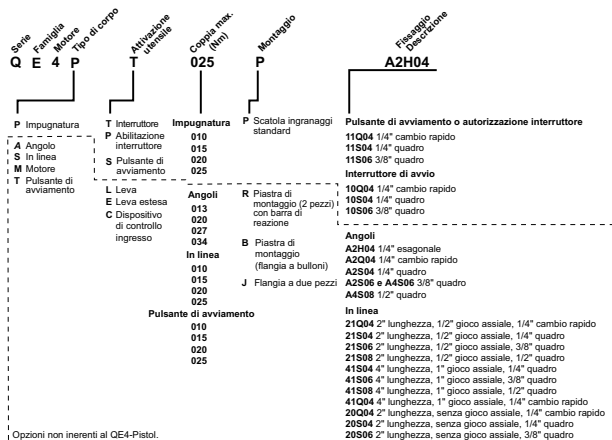 Serie
Famiglia
Motore
Tipo di corpo
Attivazione utensile
Coppia max. (Nm)
Montaggio
Fissaggio Descrizione
Q E 4 P T 025 P A2H04
P Impugnatura
A Angolo
S In linea
M Motore
T Pulsante di
avviamento
T Interruttore
P Abilitazione
interruttore
S Pulsante di
avviamento
L Leva
E Leva estesa
C Dispositivo
di controllo
ingresso
Impugnatura
010
015
020
025
Angoli
013
020
027
034
In linea
010
015
020
025
Pulsante di avviamento
010
015
020
025
P Scatola ingranaggi
standard
R Piastra di
montaggio (2 pezzi)
con barra di
reazione
B Piastra di
montaggio
(flangia a bulloni)
J Flangia a due pezzi
Pulsante di avviamento o autorizzazione interruttore
11Q04 1/4" cambio rapido
11S04 1/4" quadro
11S06 3/8" quadro
Interruttore di avvio
10Q04 1/4" cambio rapido
10S04 1/4" quadro
10S06 3/8" quadro
Angoli
A2H04 1/4" esagonale
A2Q04 1/4" cambio rapido
A2S04 1/4" quadro
A2S06 e A4S06 3/8" quadro
A4S08 1/2" quadro
In linea
21Q04 2" lunghezza, 1/2" gioco assiale, 1/4" cambio rapido
21S04 2" lunghezza, 1/2" gioco assiale, 1/4" quadro
21S06 2" lunghezza, 1/2" gioco assiale, 3/8" quadro
21S08 2" lunghezza, 1/2" gioco assiale, 1/2" quadro
41S04 4" lunghezza, 1" gioco assiale, 1/4" quadro
41S06 4" lunghezza, 1" gioco assiale, 3/8" quadro
41S08 4" lunghezza, 1" gioco assiale, 1/2" quadro
41Q04 4" lunghezza, 1" gioco assiale, 1/4" cambio rapido
20Q04 2" lunghezza, senza gioco assiale, 1/4" cambio rapido
20S04 2" lunghezza, senza gioco assiale, 1/4" quadro
20S06 2" lunghezza, senza gioco assiale, 3/8" quadro
Opzioni non inerenti al QE4-Pistol.